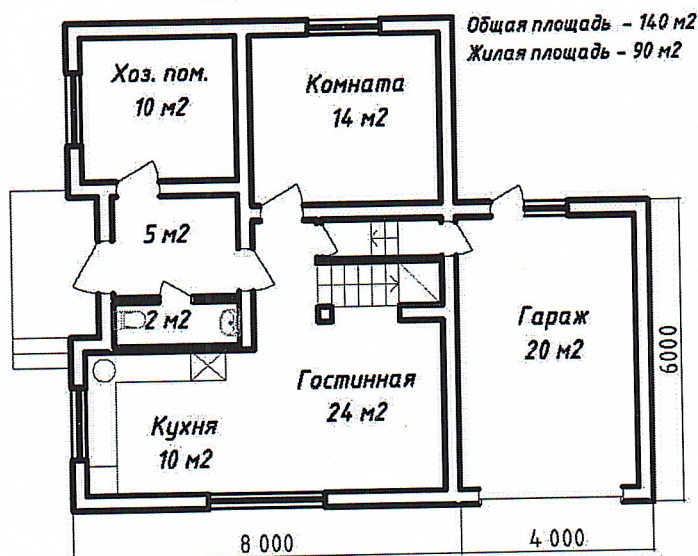 Общая площадь – 140 м2
Жилая площадь – 90 м2
Хоз. пом.
10 м2
Комната
14 м2
5 м2
2 м2
Гараж
20 м2
6000
Гостинная
24 м2
Кухня
10 м2
8 000
4 000